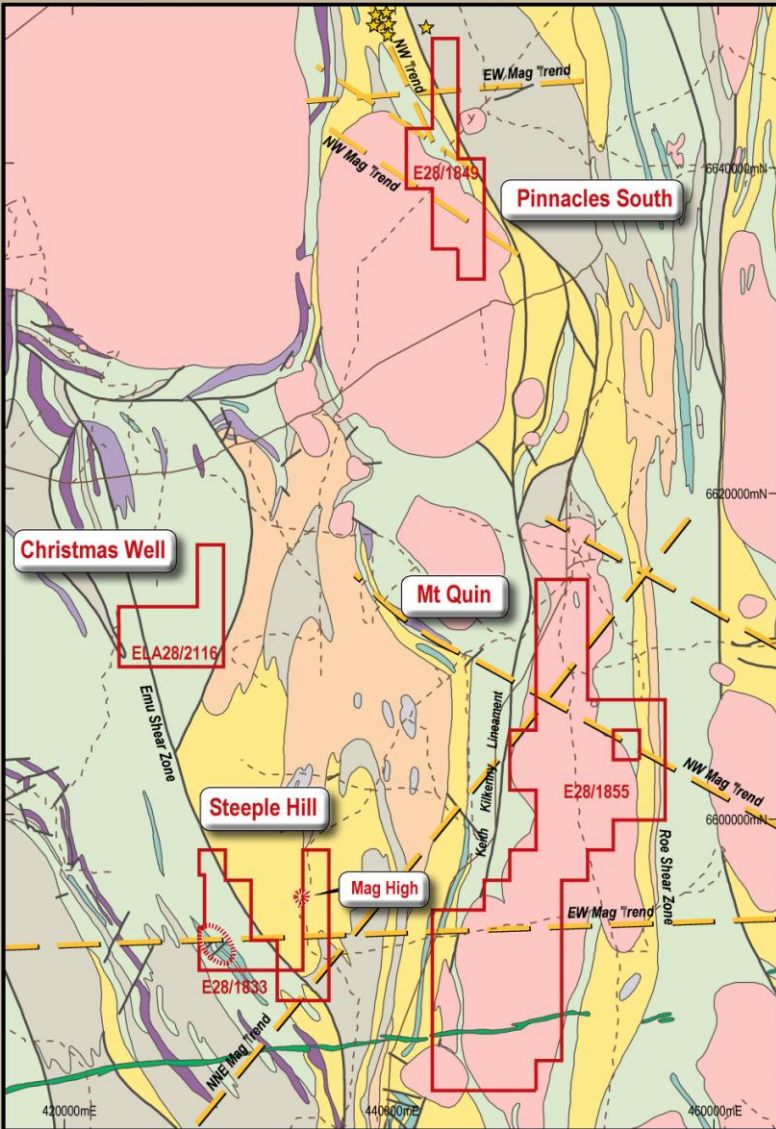 NW Trend
EW Mag Trend
NW Mag Trend
E28/1849
6640000mN
Pinnacles South
6620000mN
Christmas Well
Mt Quin
ELA28/2116
Emu Shear Zone
Keith Kilkenny Lineament
NW Mag Trend
E28/1855
Steeple Hill
6600000mN
Roe Shear Zone
Mag High
EW Mag Trend
E28/1833
NNE Mag Trend
420000mE
440000mE
460000mE